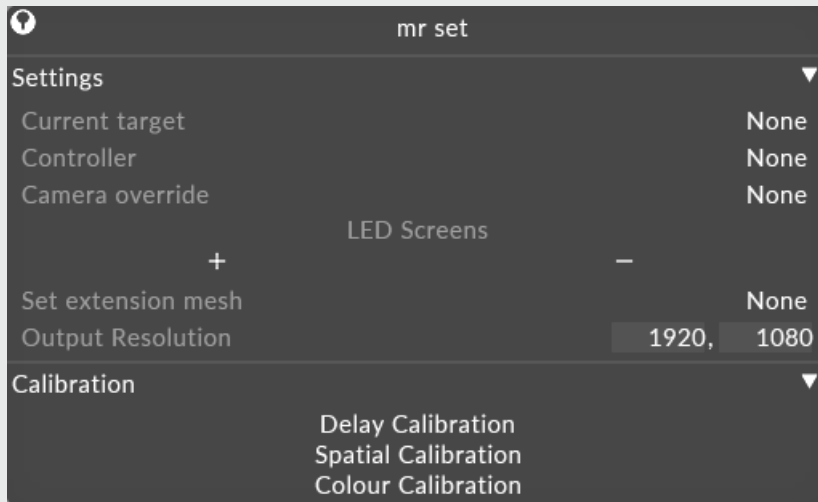 mr set
Settings
Current target None
Controller None
Camera override None
LED Screens
+ −
Set extension mesh None
Output Resolution 1920, 1080
Calibration
Delay Calibration
Spatial Calibration
Colour Calibration